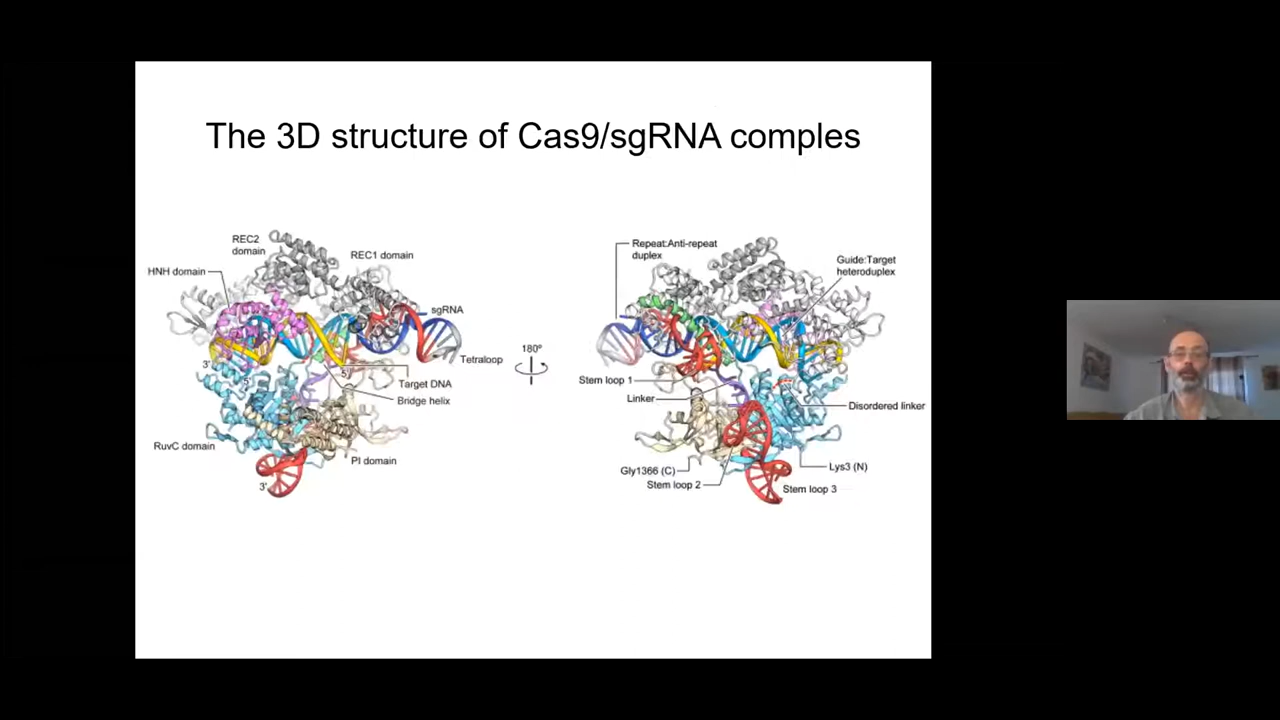 The 3D structure of Cas9/sgRNA comples
REC2
domain
REC1 domain
HNH domain
sgRNA
3'
5'
Tetraloop
5'
Target DNA
Bridge helix
RuvC domain
PI domain
3'
180°
Repeat:Anti-repeat
duplex
Guide:Target
heteroduplex
Stem loop 1
Linker
Disordered linker
Gly1366 (C)
Lys3 (N)
Stem loop 2
Stem loop 3